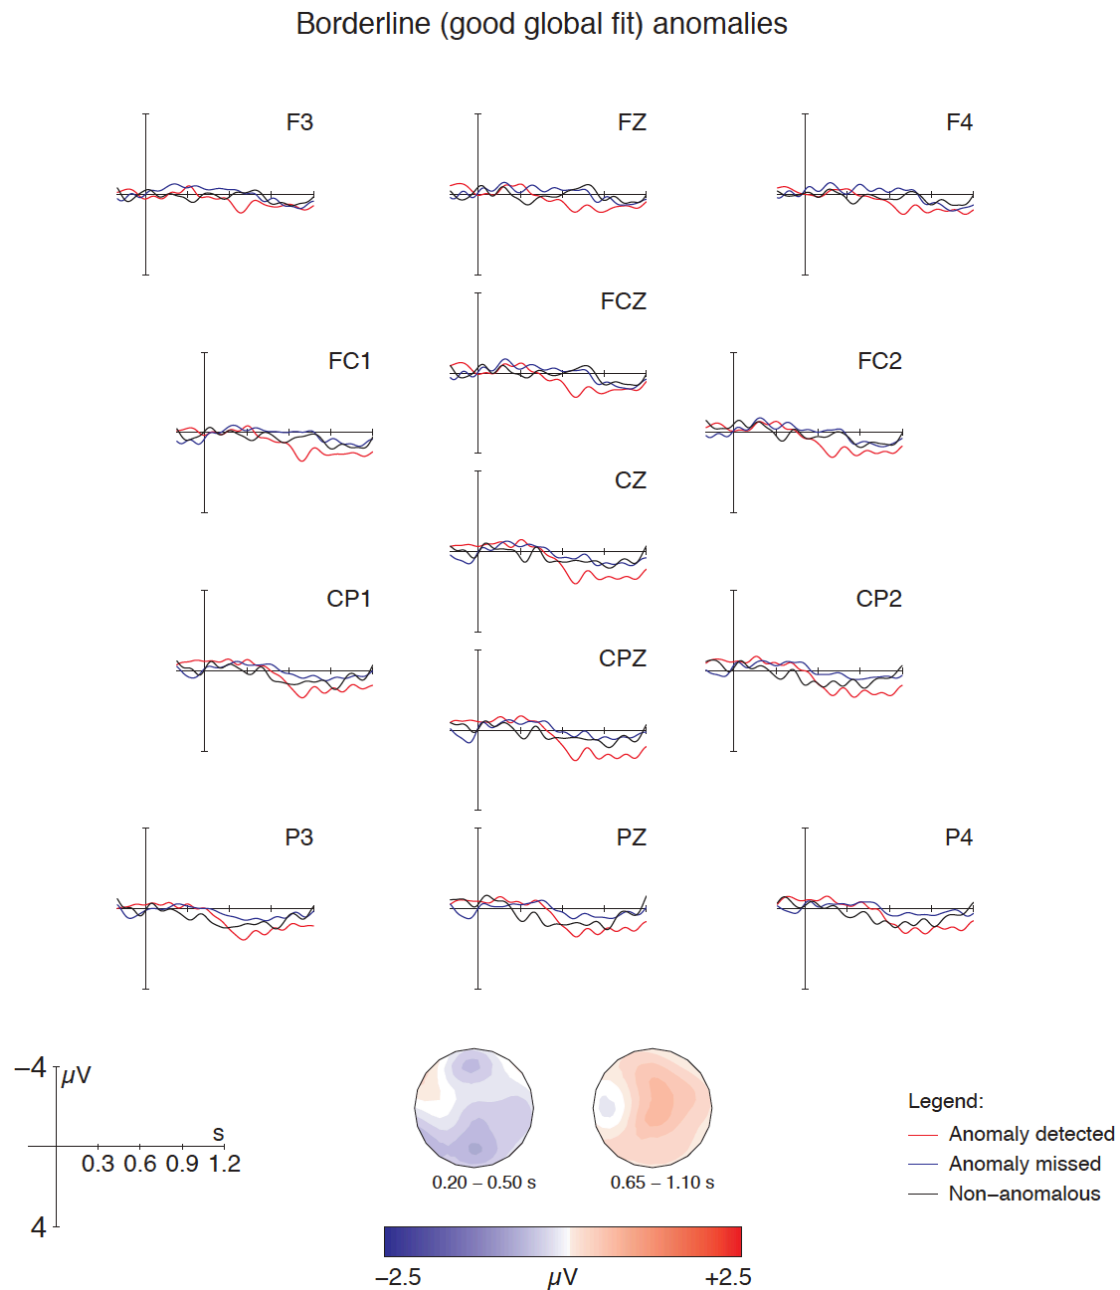 Borderline (good global fit) anomalies
F3 FZ F4
FCZ
FC1 FC2
CZ
CP1 CP2
CPZ
P3 PZ P4
−4 µV
s
0.3 0.6 0.9 1.2
4
0.20 − 0.50 s 0.65 − 1.10 s
−2.5 µV +2.5
Legend:
Anomaly detected
Anomaly missed
Non−anomalous